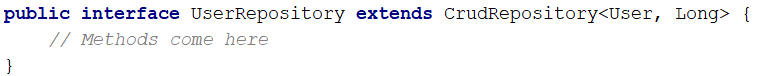 public interface UserRepository extends CrudRepository<User, Long> {
    // Methods come here
}